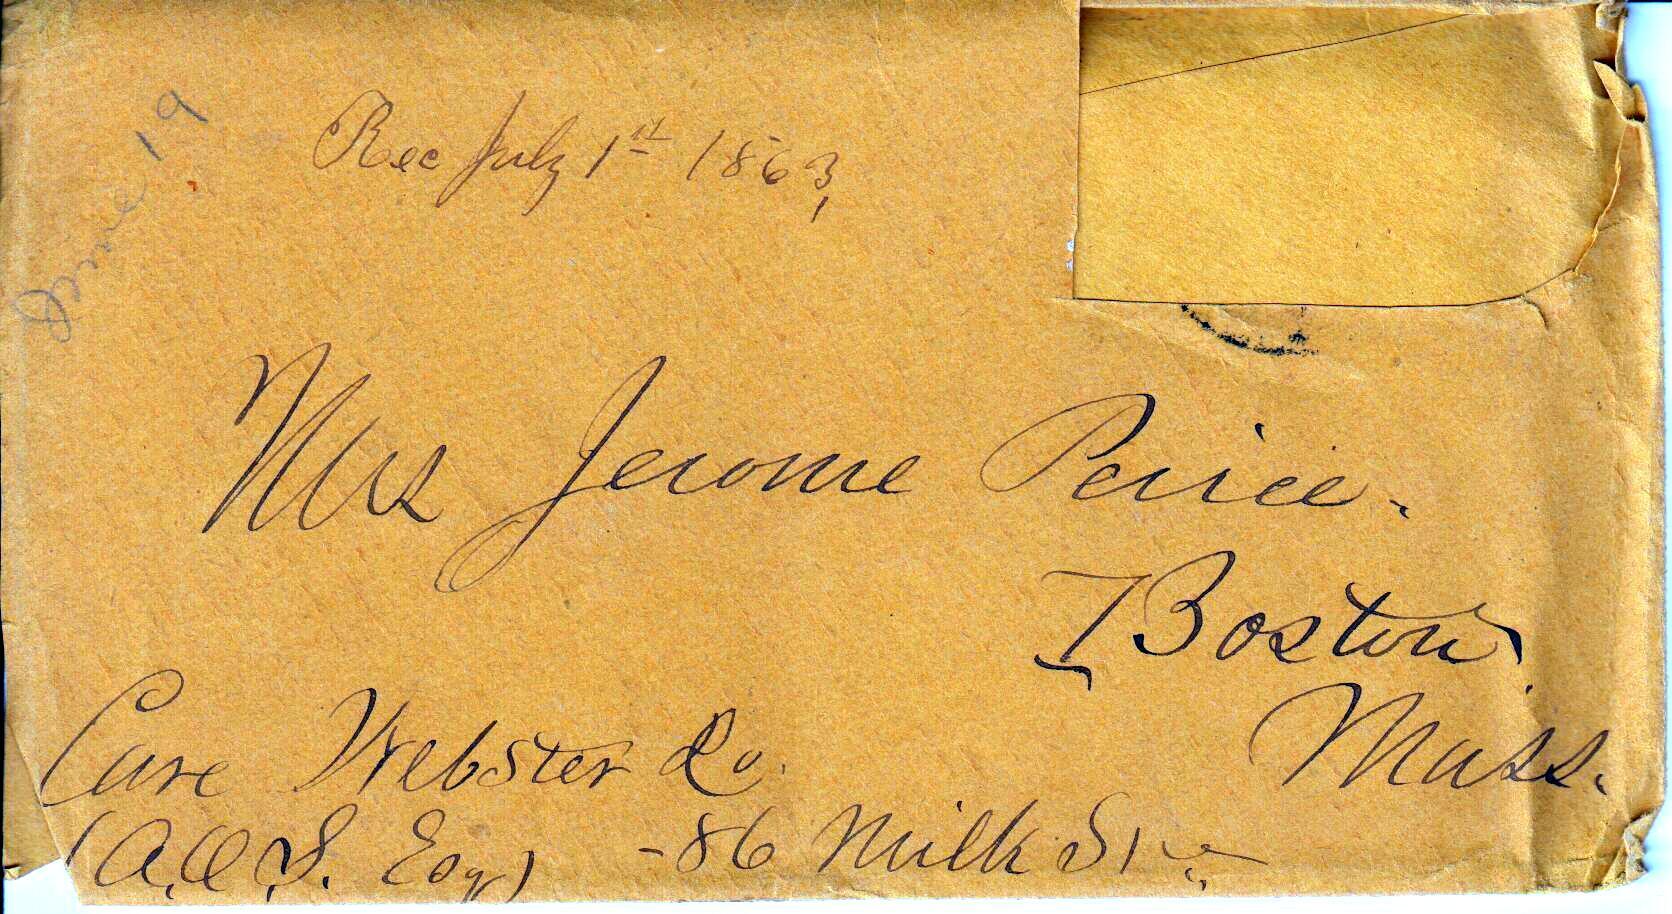 June 19
Rec July 1st 1863,
Mrs Jerome Peirce.
Boston
Mass.
Care Webster Co.
(A.O.S. Esq) - 86 Milk St